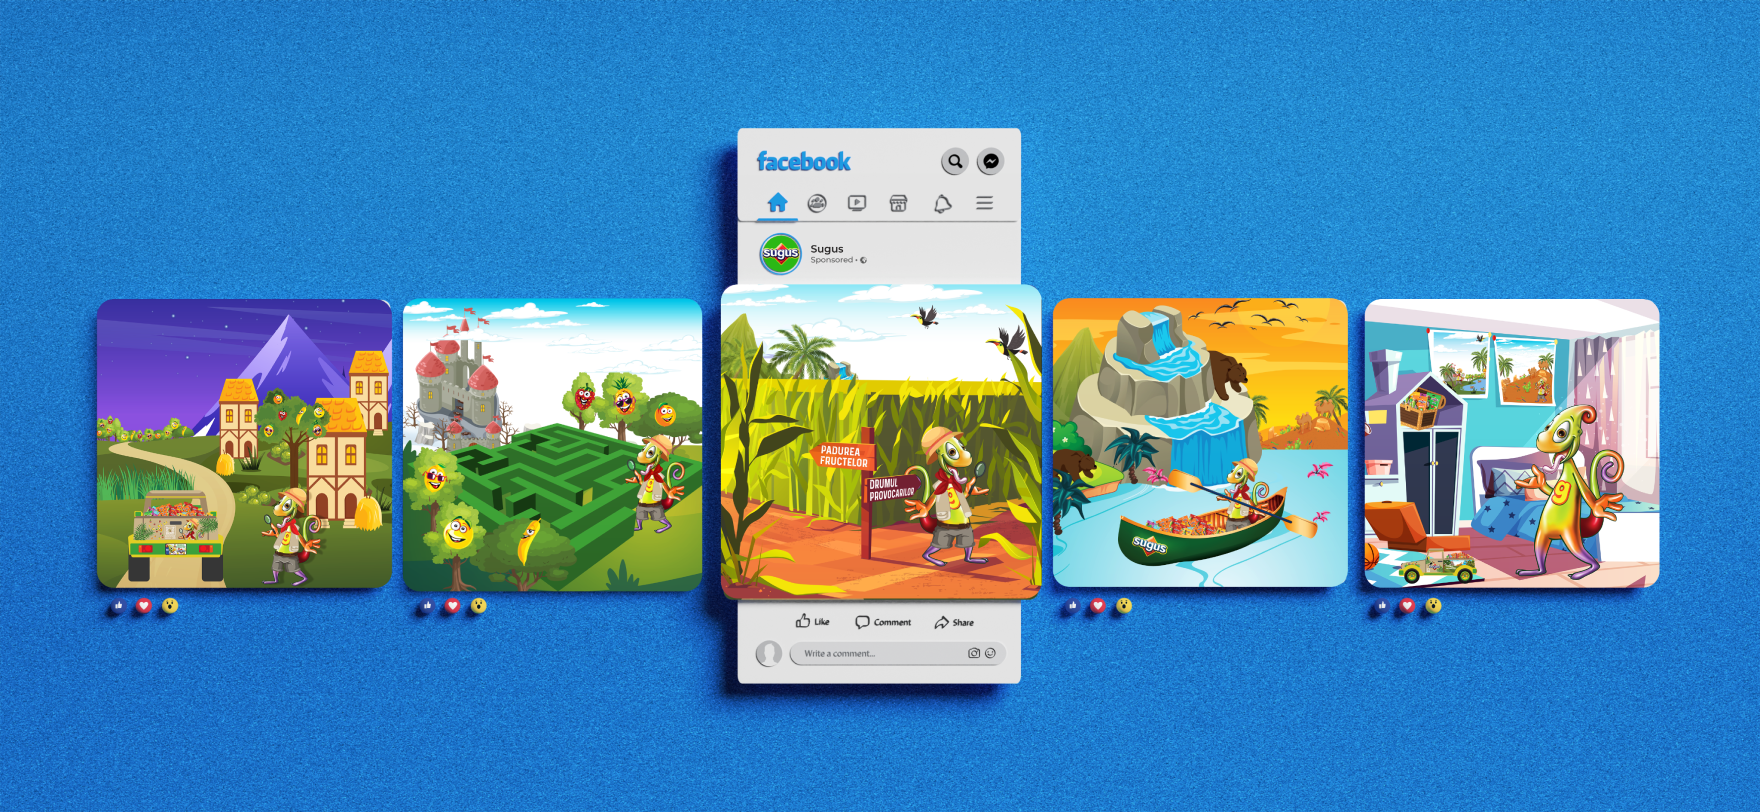 facebook
sugus
Sugus
Sponsored •
PADUREA
FRUCTELOR
DRUMUL
PROVOCARILOR
sugus
Like
Comment
Share
Write a comment...